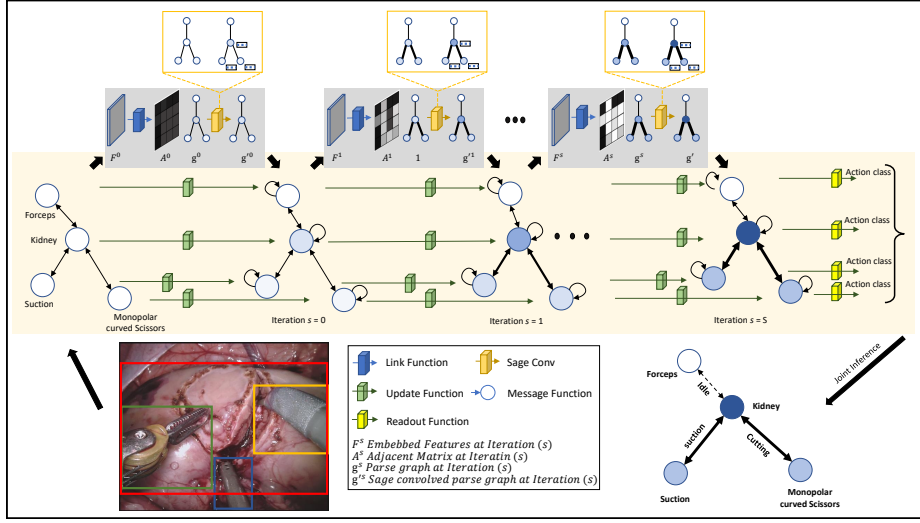 F⁰ A⁰ g⁰ g'⁰
F¹ A¹ 1 g'¹
Fˢ Aˢ gˢ g'
Forceps
Kidney
Suction
Monopolar
curved Scissors
Iteration s = 0
Iteration s = 1
Iteration s = S
Action class
Action class
Action class
Action class
Joint Inference
Link Function
Sage Conv
Update Function
Message Function
Readout Function
Fˢ Embebbed Features at Iteration (s)
Aˢ Adjacent Matrix at Iteratin (s)
gˢ Parse graph at Iteration (s)
g'ˢ Sage convolved parse graph at Iteration (s)
Forceps
Idle
Kidney
suction
Cutting
Suction
Monopolar
curved Scissors